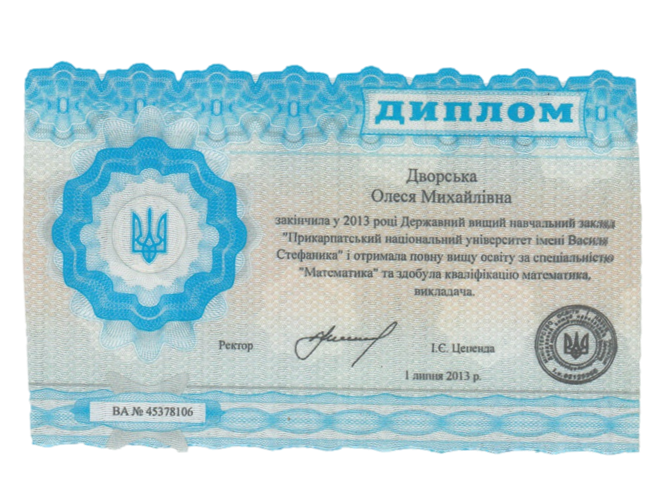 ДИПЛОМ
Дворська
Олеся Михайлівна
закінчила у 2013 році Державний вищий навчальний заклад
"Прикарпатський національний університет імені Василя
Стефаника" і отримала повну вищу освіту за спеціальністю
"Математика" та здобула кваліфікацію математика,
викладача.
Ректор
І.Є. Цепенда
1 липня 2013 р.
ВА № 45378106